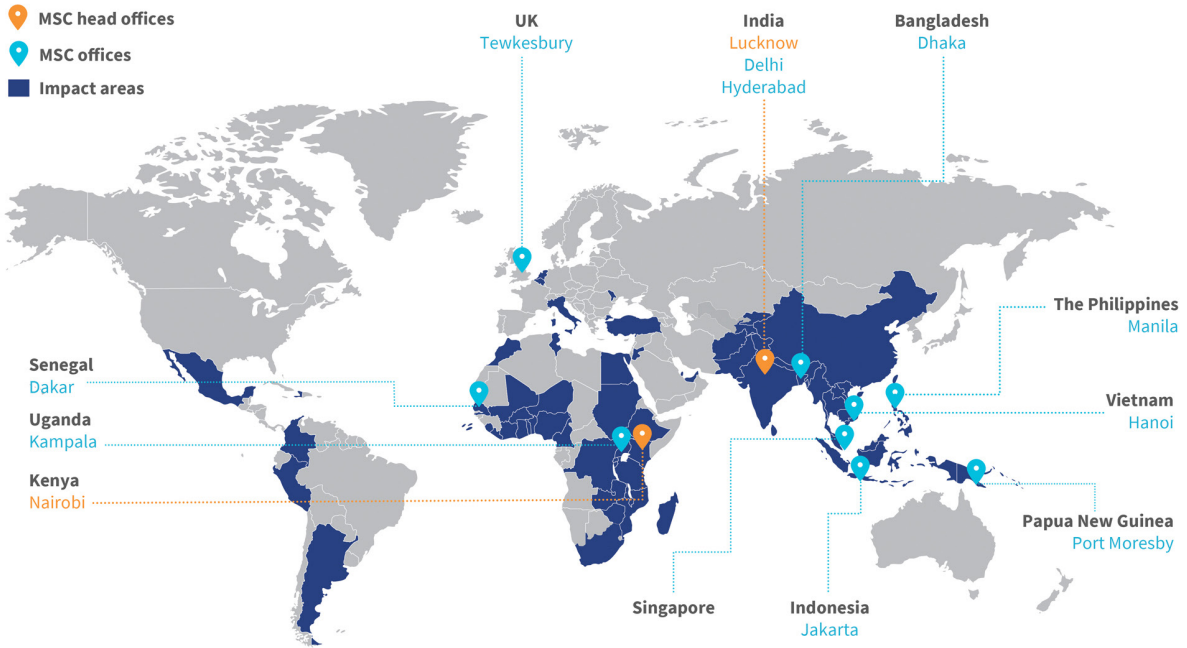 MSC head offices
MSC offices
Impact areas
UK
Tewkesbury
India
Lucknow
Delhi
Hyderabad
Bangladesh
Dhaka
The Philippines
Manila
Senegal
Dakar
Uganda
Kampala
Kenya
Nairobi
Vietnam
Hanoi
Papua New Guinea
Port Moresby
Singapore
Indonesia
Jakarta